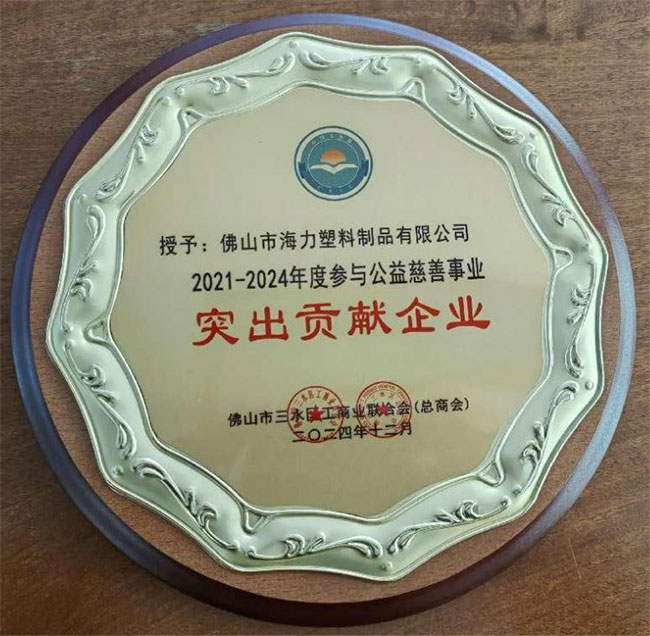 授予：佛山市海力塑料制品有限公司
2021-2024年度参与公益慈善事业
突出贡献企业
佛山市三水区工商业联合会(总商会)
二〇二四年十二月